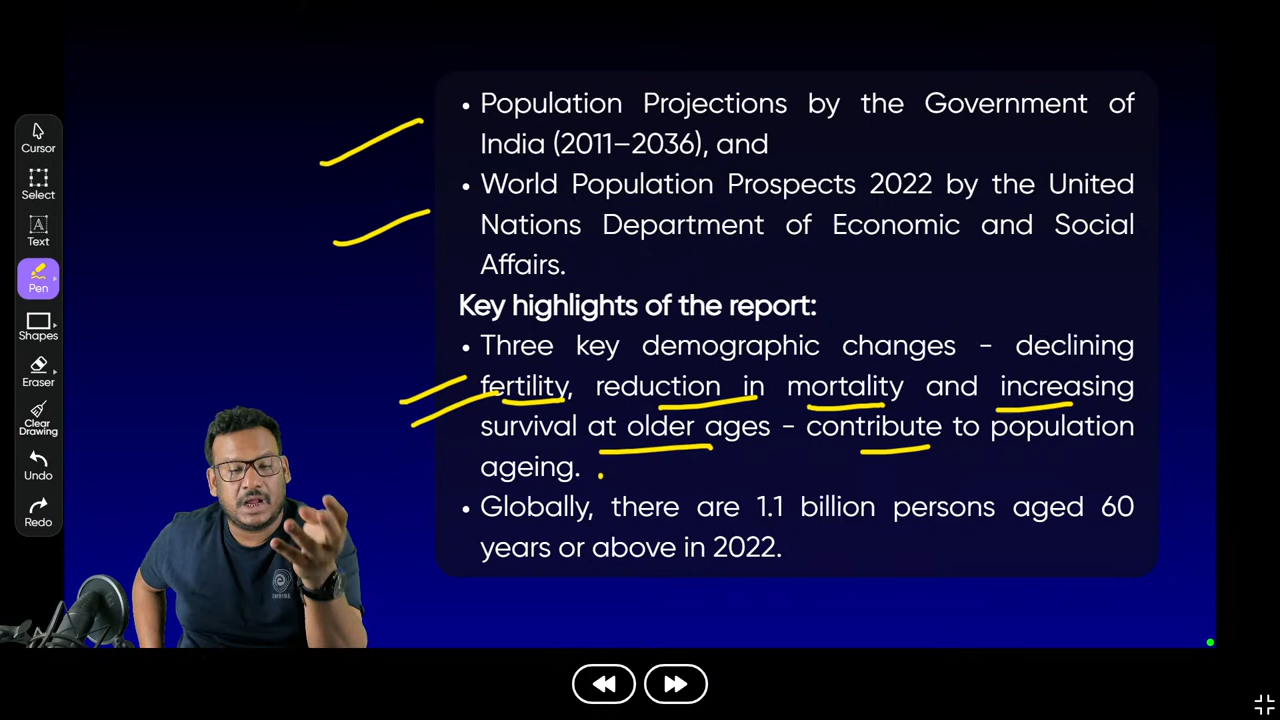 Population Projections by the Government of
India (2011–2036), and
World Population Prospects 2022 by the United
Nations Department of Economic and Social
Affairs.
Key highlights of the report:
Three key demographic changes - declining
fertility, reduction in mortality and increasing
survival at older ages - contribute to population
ageing.
Globally, there are 1.1 billion persons aged 60
years or above in 2022.
Cursor
Select
Text
Pen
Shapes
Eraser
Clear
Drawing
Undo
Redo